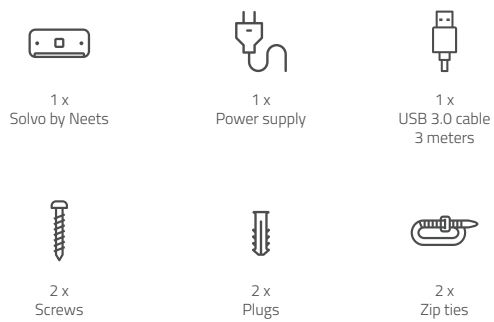 1 x
Solvo by Neets
1 x
Power supply
1 x
USB 3.0 cable
3 meters
2 x
Screws
2 x
Plugs
2 x
Zip ties